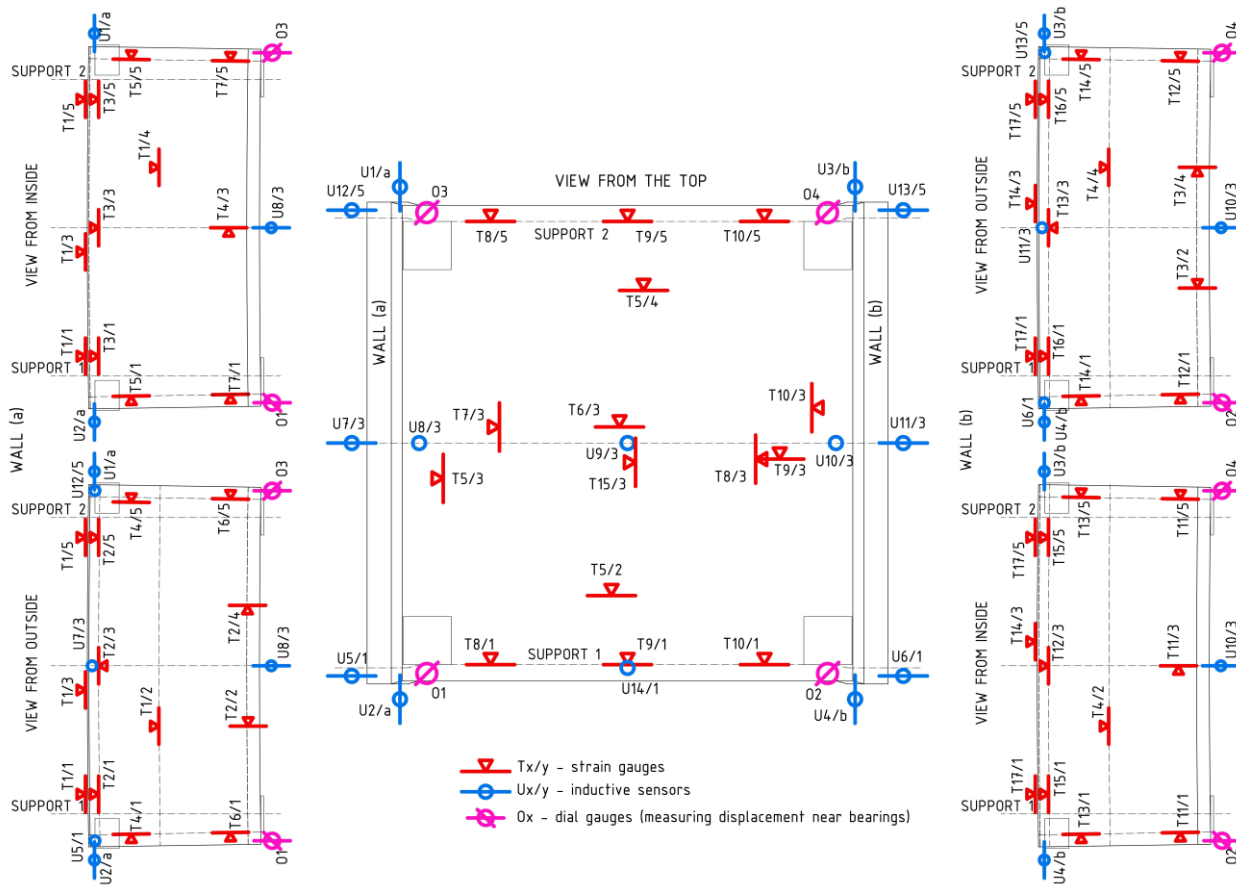 U1/a
O3
SUPPORT 2
T5/5
T7/5
T1/5
T3/5
T1/4
VIEW FROM INSIDE
T3/3
T4/3
U8/3
T1/3
T1/1
T3/1
SUPPORT 1
T5/1
T7/1
U2/a
O1
WALL (a)
U12/5
U1/a
O3
SUPPORT 2
T4/5
T6/5
T1/5
T2/5
VIEW FROM OUTSIDE
T2/4
U7/3
T2/3
U8/3
T1/3
T1/2
T2/2
T1/1
T2/1
SUPPORT 1
T4/1
T6/1
U5/1
U2/a
O1
VIEW FROM THE TOP
U1/a
U3/b
U12/5
O3
O4
U13/5
T8/5
SUPPORT 2
T9/5
T10/5
T5/4
WALL (a)
WALL (b)
T7/3
T6/3
T10/3
U7/3
U8/3
U9/3
U10/3
U11/3
T5/3
T15/3
T8/3
T9/3
T5/2
T8/1
SUPPORT 1
T9/1
T10/1
U5/1
U6/1
O1
U14/1
O2
U2/a
U4/b
Tx/y - strain gauges
Ux/y - inductive sensors
Ox - dial gauges (measuring displacement near bearings)
U13/5
U3/b
O4
SUPPORT 2
T14/5
T12/5
T17/5
T16/5
VIEW FROM OUTSIDE
T14/3
T13/3
T4/4
T3/4
U10/3
U11/3
T3/2
T17/1
T16/1
SUPPORT 1
T14/1
T12/1
U6/1
U4/b
O2
WALL (b)
U3/b
O4
SUPPORT 2
T13/5
T11/5
T17/5
T15/5
VIEW FROM INSIDE
T14/3
T12/3
T11/3
U10/3
T4/2
T17/1
T15/1
SUPPORT 1
T13/1
T11/1
U4/b
O2